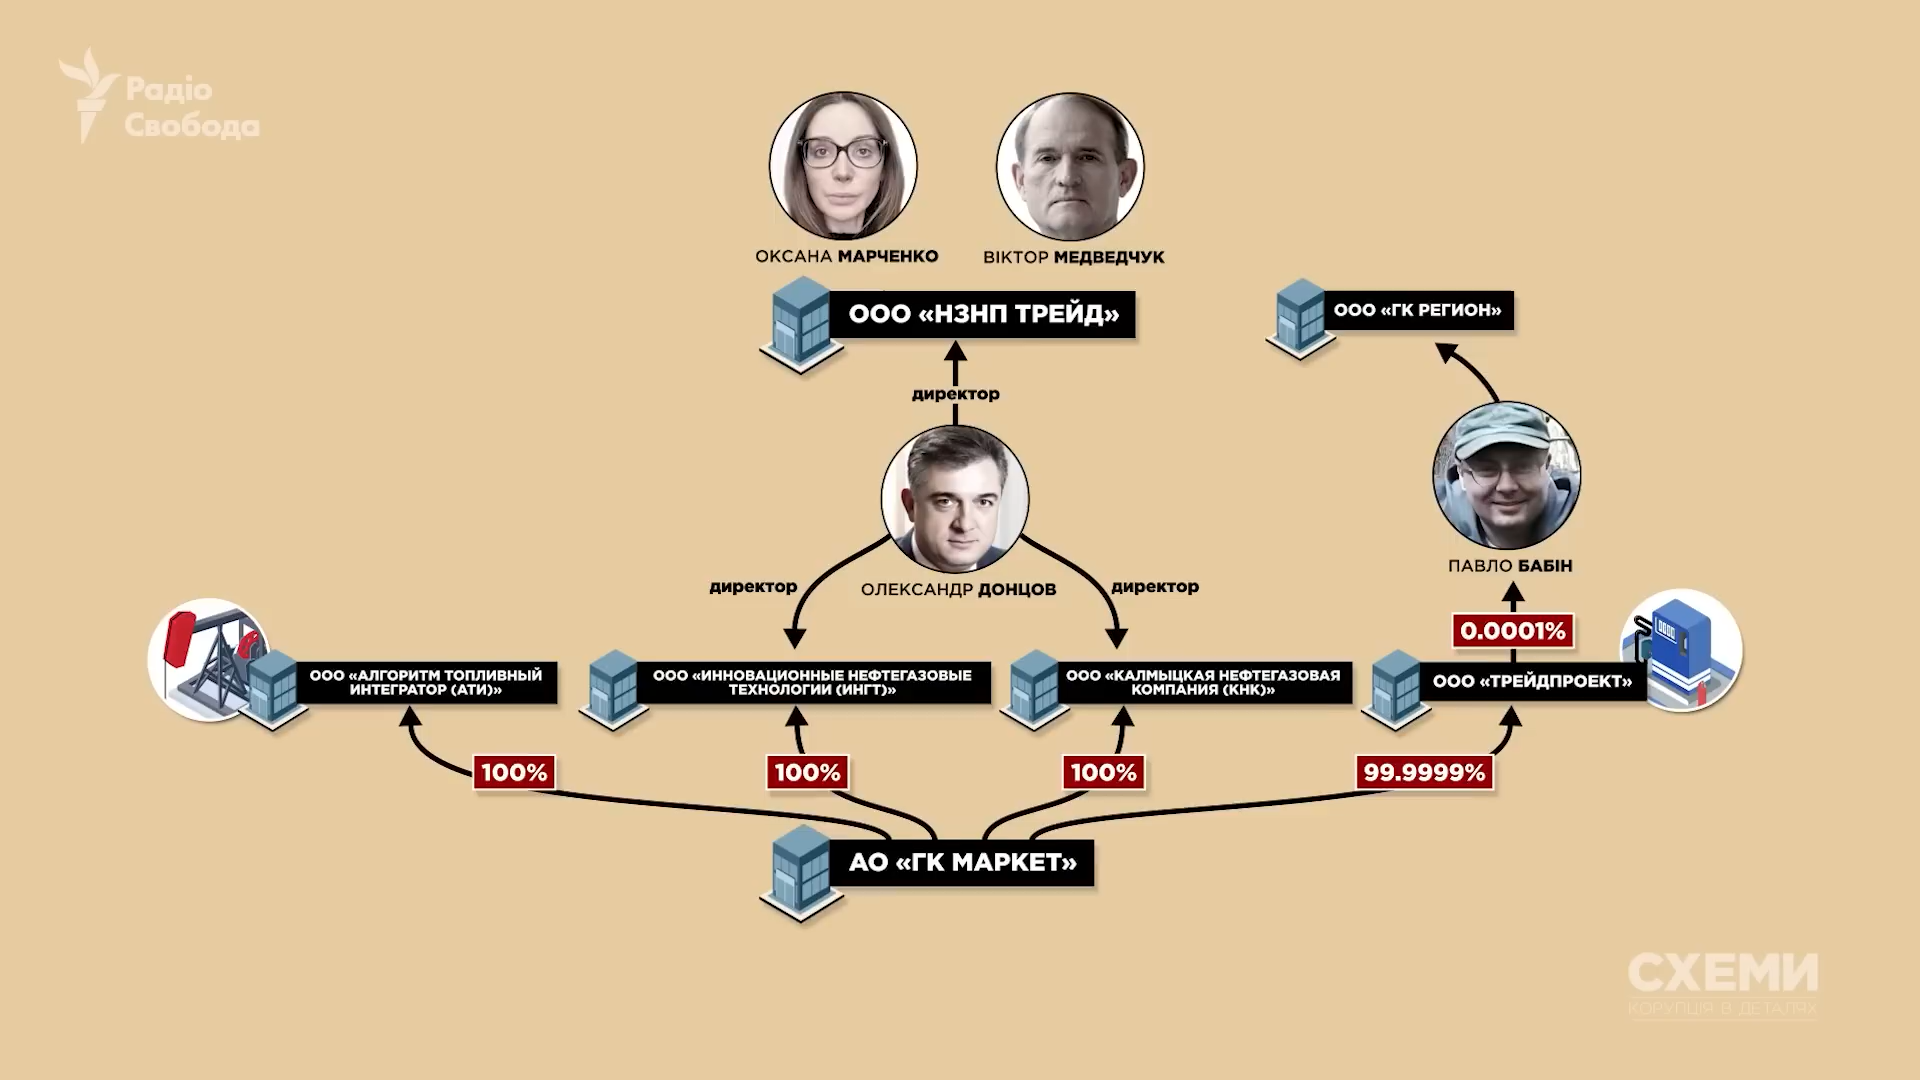 Радіо
Свобода
ОКСАНА МАРЧЕНКО
ВІКТОР МЕДВЕДЧУК
ООО «НЗНП ТРЕЙД»
ООО «ГК РЕГИОН»
директор
ПАВЛО БАБІН
директор
ОЛЕКСАНДР ДОНЦОВ
директор
0.0001%
ООО «АЛГОРИТМ ТОПЛИВНЫЙ
ИНТЕГРАТОР (АТИ)»
ООО «ИННОВАЦИОННЫЕ НЕФТЕГАЗОВЫЕ
ТЕХНОЛОГИИ (ИНГТ)»
ООО «КАЛМЫЦКАЯ НЕФТЕГАЗОВАЯ
КОМПАНИЯ (КНК)»
ООО «ТРЕЙДПРОЕКТ»
100%
100%
100%
99.9999%
АО «ГК МАРКЕТ»
СХЕМИ
КОРУПЦІЯ В ДЕТАЛЯХ